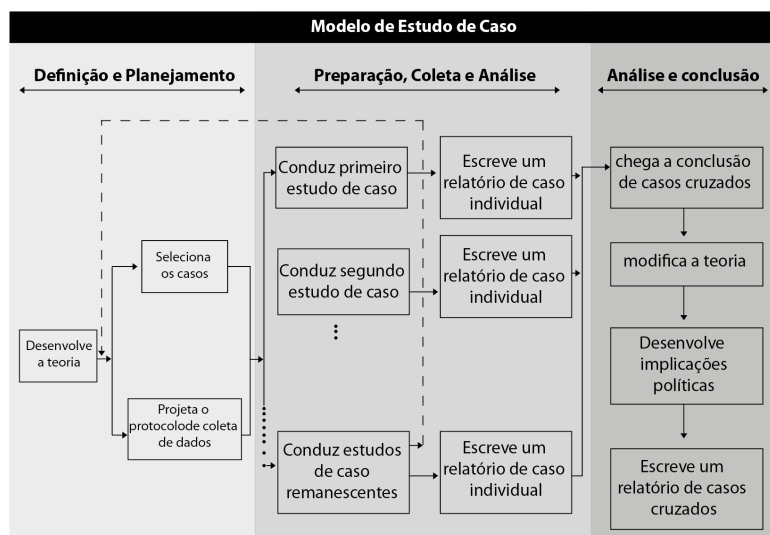 Modelo de Estudo de Caso
Definição e Planejamento
Preparação, Coleta e Análise
Análise e conclusão
Desenvolve
a teoria
Seleciona
os casos
Projeta o
protocolode coleta
de dados
Conduz primeiro
estudo de caso
Escreve um
relatório de caso
individual
Conduz segundo
estudo de caso
Escreve um
relatório de caso
individual
Conduz estudos
de caso
remanescentes
Escreve um
relatório de caso
individual
chega a conclusão
de casos cruzados
modifica a teoria
Desenvolve
implicações
políticas
Escreve um
relatório de casos
cruzados